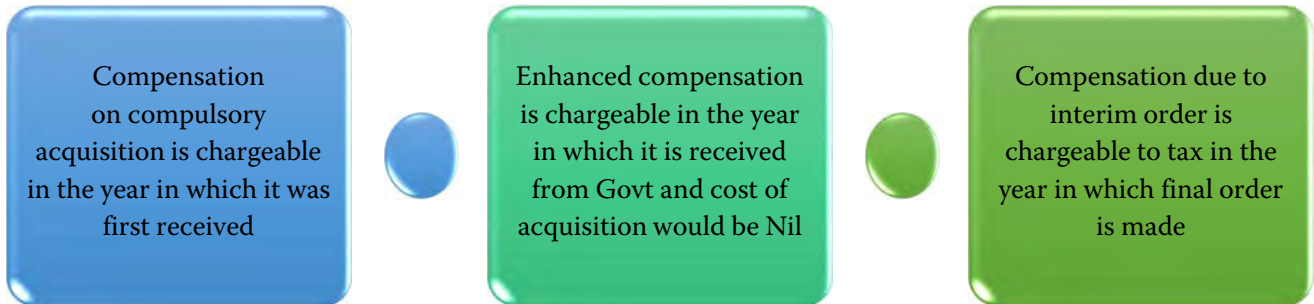 Compensation
on compulsory
acquisition is chargeable
in the year in which it was
first received
Enhanced compensation
is chargeable in the year
in which it is received
from Govt and cost of
acquisition would be Nil
Compensation due to
interim order is
chargeable to tax in the
year in which final order
is made